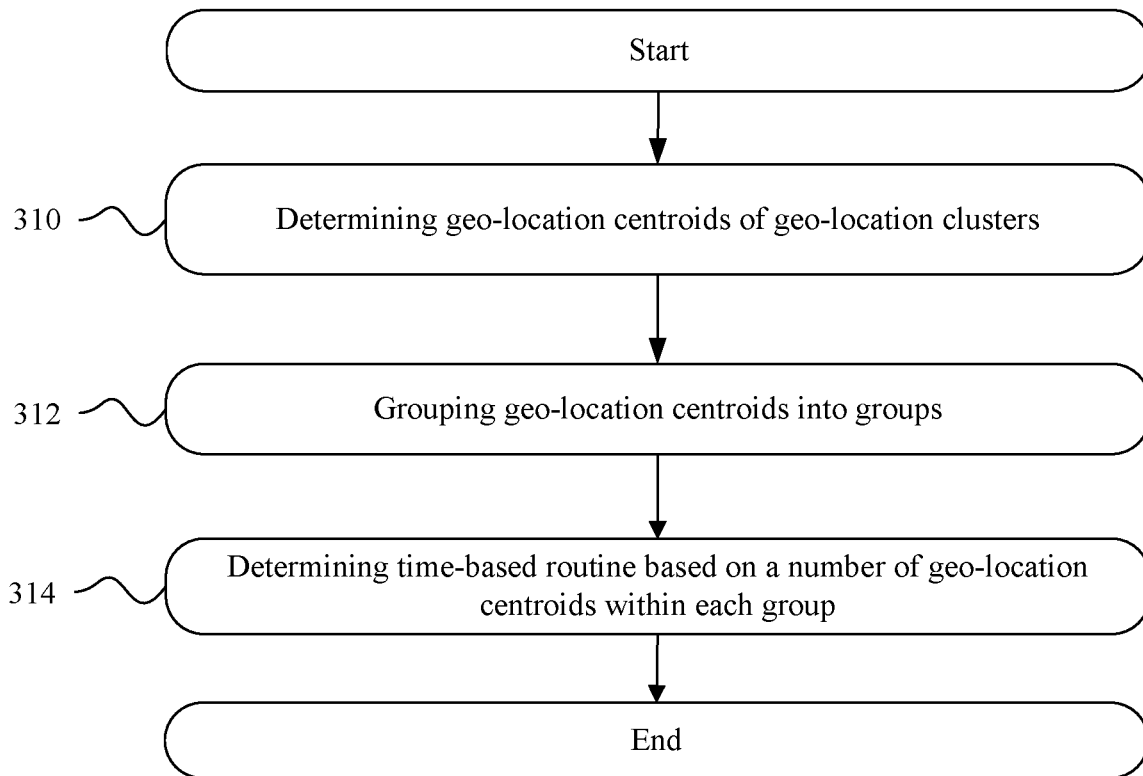 Start
310
Determining geo-location centroids of geo-location clusters
312
Grouping geo-location centroids into groups
314
Determining time-based routine based on a number of geo-location
centroids within each group
End